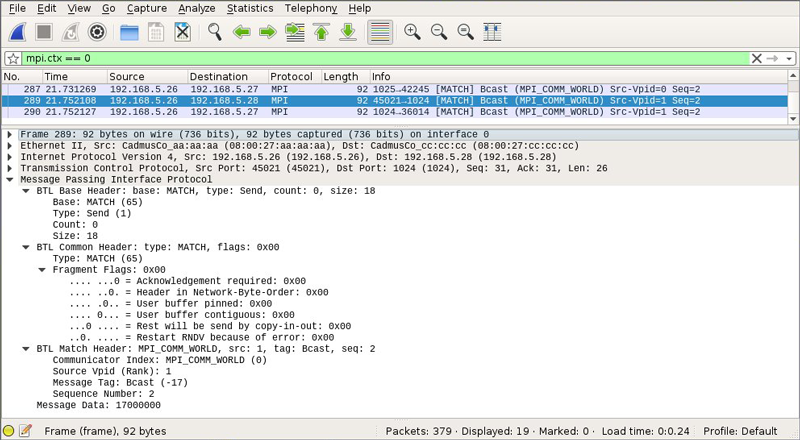 File Edit View Go Capture Analyze Statistics Telephony Help
mpi.ctx == 0
No. Time Source Destination Protocol Length Info
287 21.731269 192.168.5.26 192.168.5.27 MPI 92 1025→42245 [MATCH] Bcast (MPI_COMM_WORLD) Src-Vpid=0 Seq=2
289 21.752108 192.168.5.26 192.168.5.28 MPI 92 45021→1024 [MATCH] Bcast (MPI_COMM_WORLD) Src-Vpid=1 Seq=2
290 21.752127 192.168.5.26 192.168.5.27 MPI 92 1024→36014 [MATCH] Bcast (MPI_COMM_WORLD) Src-Vpid=1 Seq=2
Frame 289: 92 bytes on wire (736 bits), 92 bytes captured (736 bits) on interface 0
Ethernet II, Src: CadmusCo_aa:aa:aa (08:00:27:aa:aa:aa), Dst: CadmusCo_cc:cc:cc (08:00:27:cc:cc:cc)
Internet Protocol Version 4, Src: 192.168.5.26 (192.168.5.26), Dst: 192.168.5.28 (192.168.5.28)
Transmission Control Protocol, Src Port: 45021 (45021), Dst Port: 1024 (1024), Seq: 31, Ack: 31, Len: 26
Message Passing Interface Protocol
BTL Base Header: base: MATCH, type: Send, count: 0, size: 18
Base: MATCH (65)
Type: Send (1)
Count: 0
Size: 18
BTL Common Header: type: MATCH, flags: 0x00
Type: MATCH (65)
Fragment Flags: 0x00
.... ...0 = Acknowledgement required: 0x00
.... ..0. = Header in Network-Byte-Order: 0x00
.... .0.. = User buffer pinned: 0x00
.... 0... = User buffer contiguous: 0x00
...0 .... = Rest will be send by copy-in-out: 0x00
..0. .... = Restart RNDV because of error: 0x00
BTL Match Header: MPI_COMM_WORLD, src: 1, tag: Bcast, seq: 2
Communicator Index: MPI_COMM_WORLD (0)
Source Vpid (Rank): 1
Message Tag: Bcast (-17)
Sequence Number: 2
Message Data: 17000000
Frame (frame), 92 bytes Packets: 379 · Displayed: 19 · Marked: 0 · Load time: 0:0.24 Profile: Default